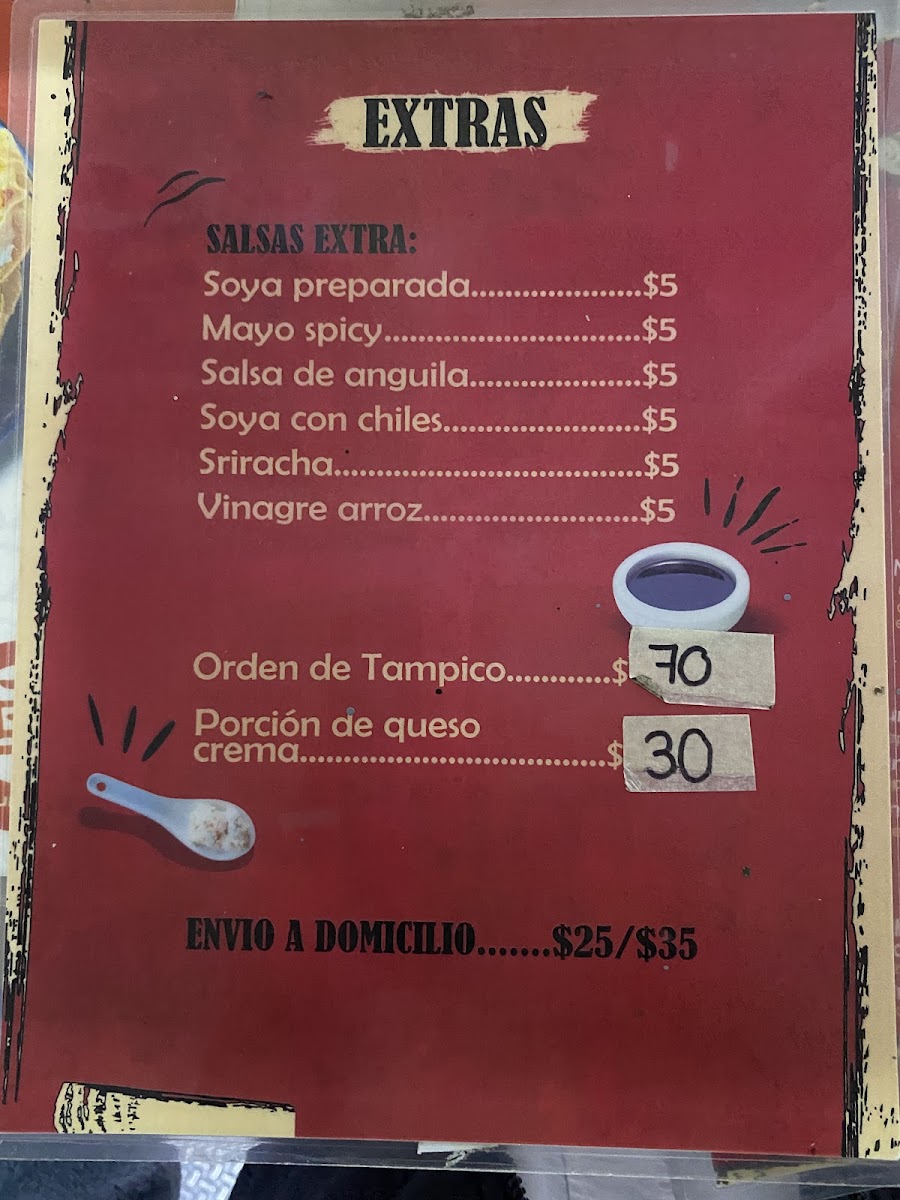 EXTRAS
SALSAS EXTRA:
Soya preparada.....................$5
Mayo spicy...............................$5
Salsa de anguila.....................$5
Soya con chiles........................$5
Sriracha.....................................$5
Vinagre arroz..........................$5
Orden de Tampico.............$ 70
Porción de queso
crema.......................................$ 30
ENVIO A DOMICILIO.......$25/$35